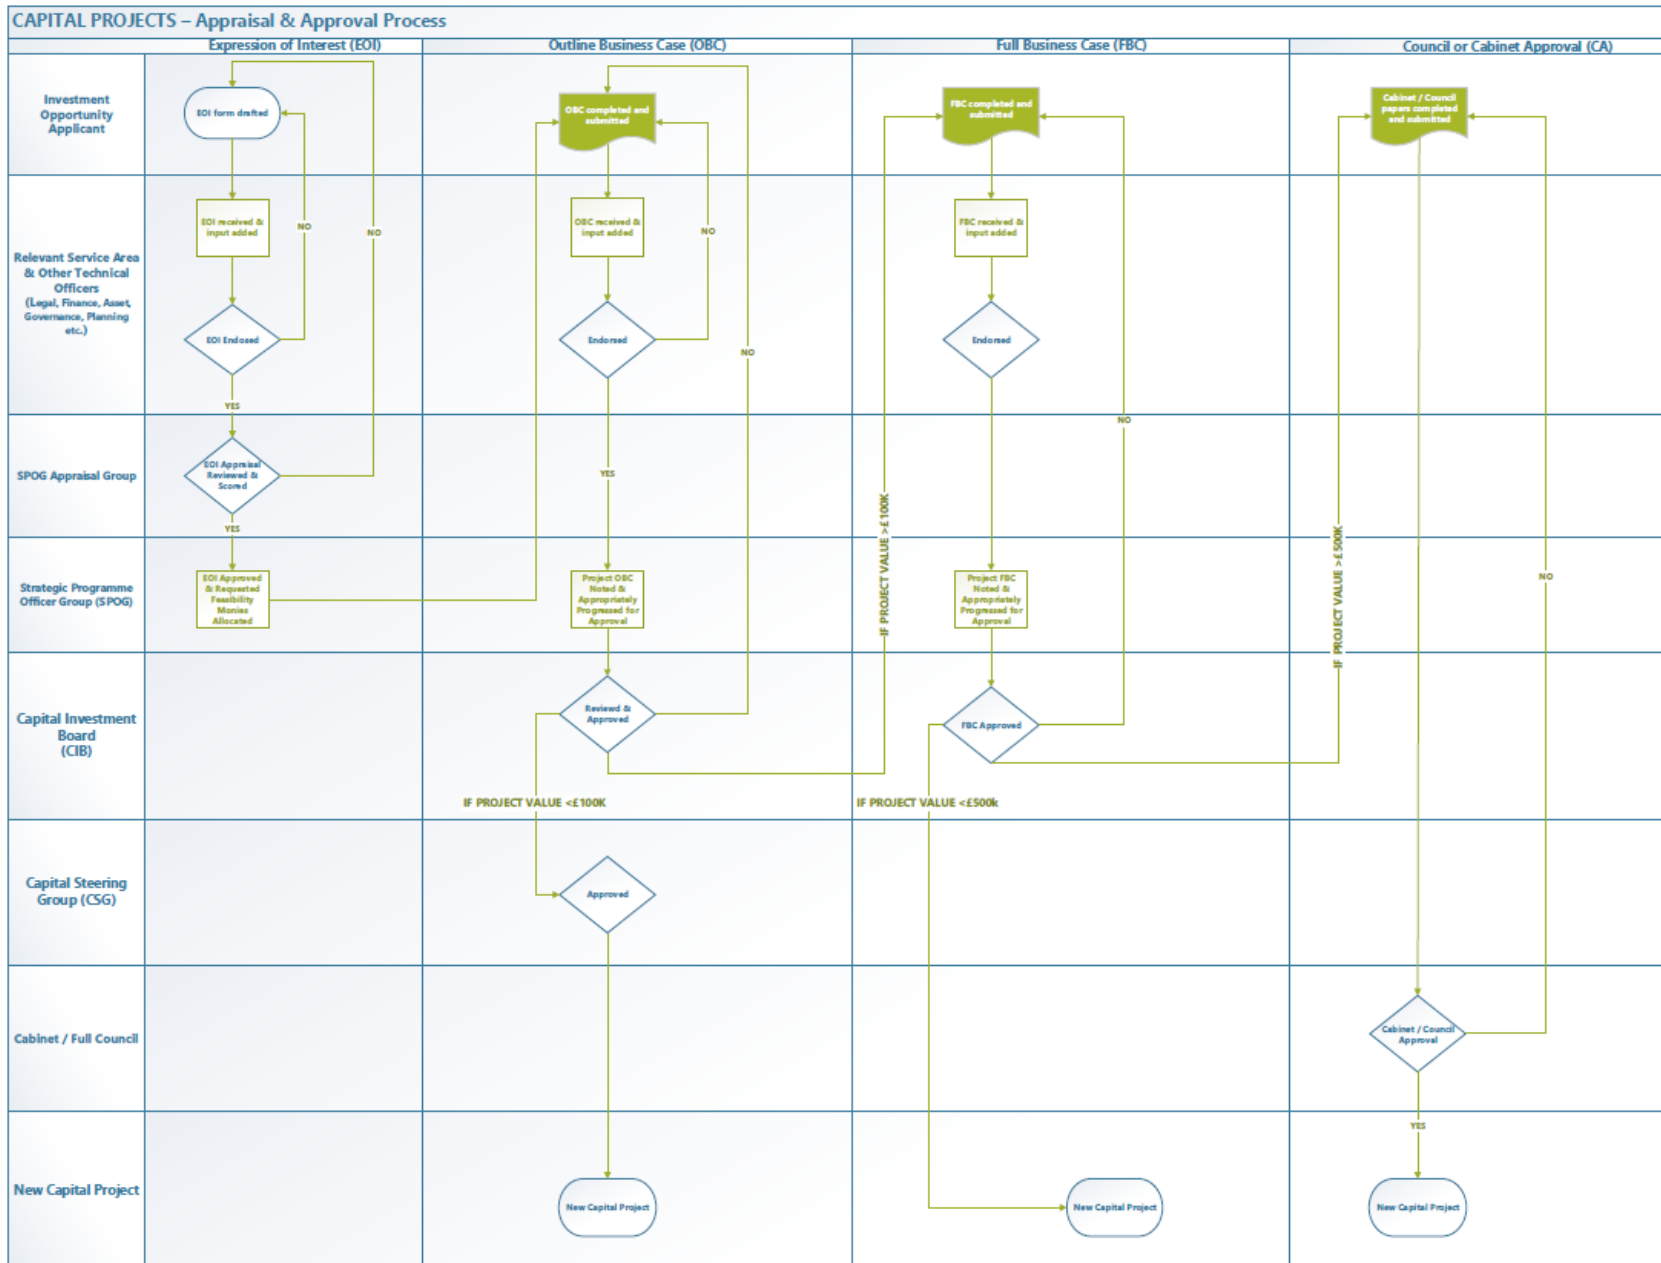 CAPITAL PROJECTS – Appraisal & Approval Process
Expression of Interest (EOI)
Outline Business Case (OBC)
Full Business Case (FBC)
Council or Cabinet Approval (CA)
Investment
Opportunity
Applicant
EOI form drafted
OBC completed and
submitted
FBC completed and
submitted
Cabinet / Council
papers completed
and submitted
Relevant Service Area
& Other Technical
Officers
(Legal, Finance, Asset,
Governance, Planning
etc.)
EOI received &
input added
NO
NO
OBC received &
input added
NO
FBC received &
input added
EOI Endosed
Endorsed
NO
Endorsed
YES
NO
SPOG Appraisal Group
EOI Appraisal
Reviewed &
Scored
YES
YES
IF PROJECT VALUE >£100K
IF PROJECT VALUE >£500K
Strategic Programme
Officer Group (SPOG)
EOI Approved
& Requested
Feasibility
Monies
Allocated
Project OBC
Noted &
Appropriately
Progressed for
Approval
Project FBC
Noted &
Appropriately
Progressed for
Approval
NO
Capital Investment
Board
(CIB)
Reviewd &
Approved
FBC Approved
IF PROJECT VALUE <£100K
IF PROJECT VALUE <£500k
Capital Steering
Group (CSG)
Approved
Cabinet / Full Council
Cabinet / Council
Approval
YES
New Capital Project
New Capital Project
New Capital Project
New Capital Project